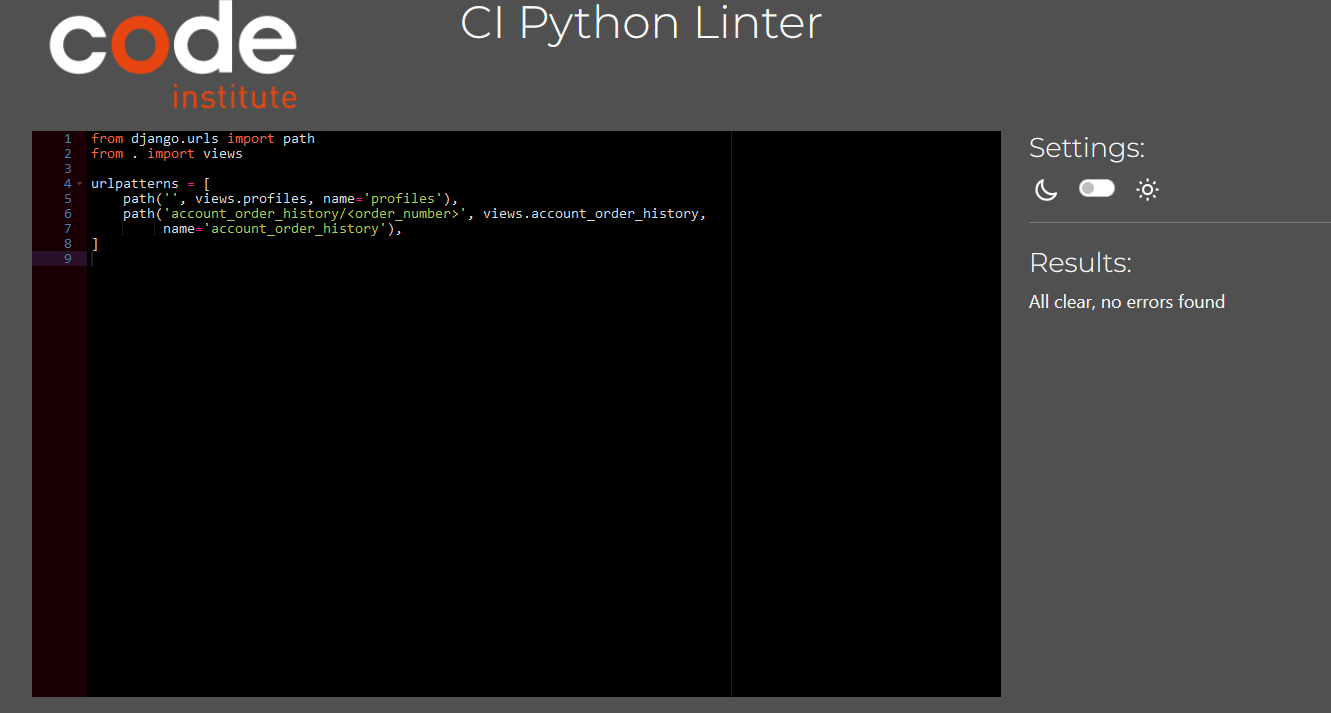 code
institute
CI Python Linter
1 from django.urls import path
2 from . import views
3
4 urlpatterns = [
5     path('', views.profiles, name='profiles'),
6     path('account_order_history/<order_number>', views.account_order_history,
7          name='account_order_history'),
8 ]
9
Settings:
Results:
All clear, no errors found